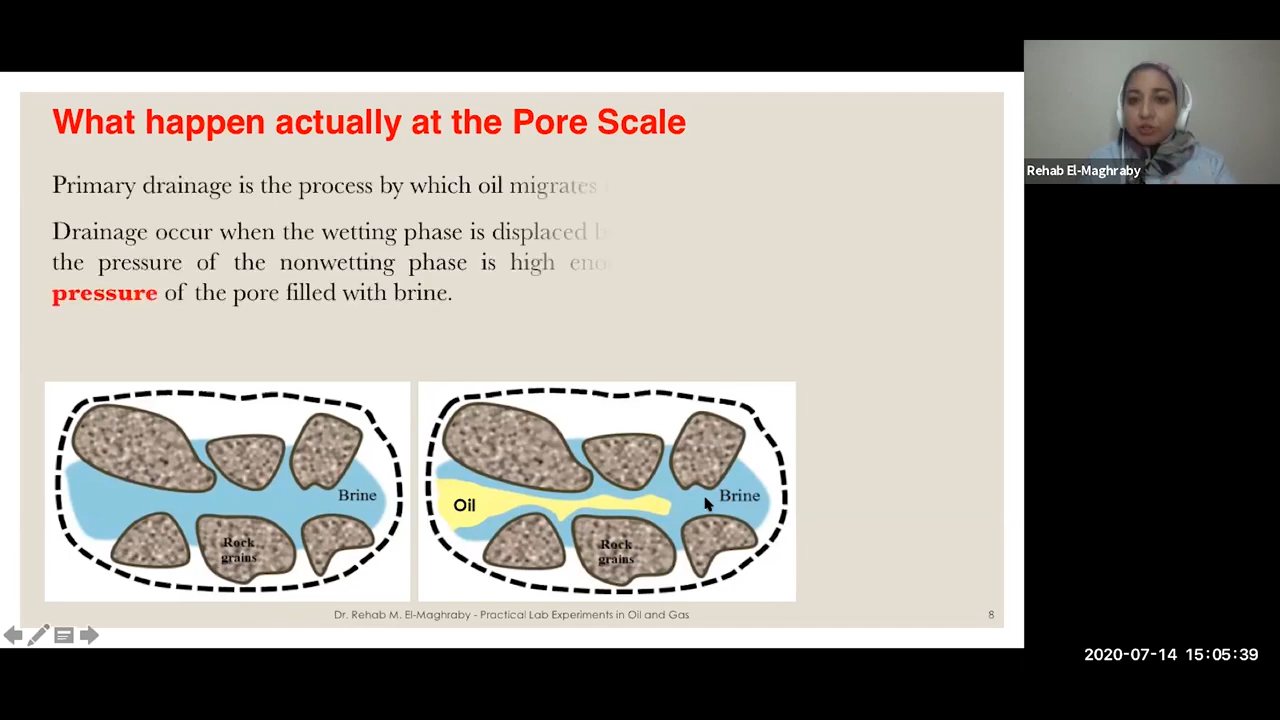 What happen actually at the Pore Scale
Rehab El-Maghraby
Primary drainage is the process by which oil migrates
Drainage occur when the wetting phase is displaced
the pressure of the nonwetting phase is high
pressure of the pore filled with brine.
Brine
Rock
grains
Oil
Brine
Rock
grains
Dr. Rehab M. El-Maghraby - Practical Lab Experiments in Oil and Gas
8
2020-07-14 15:05:39